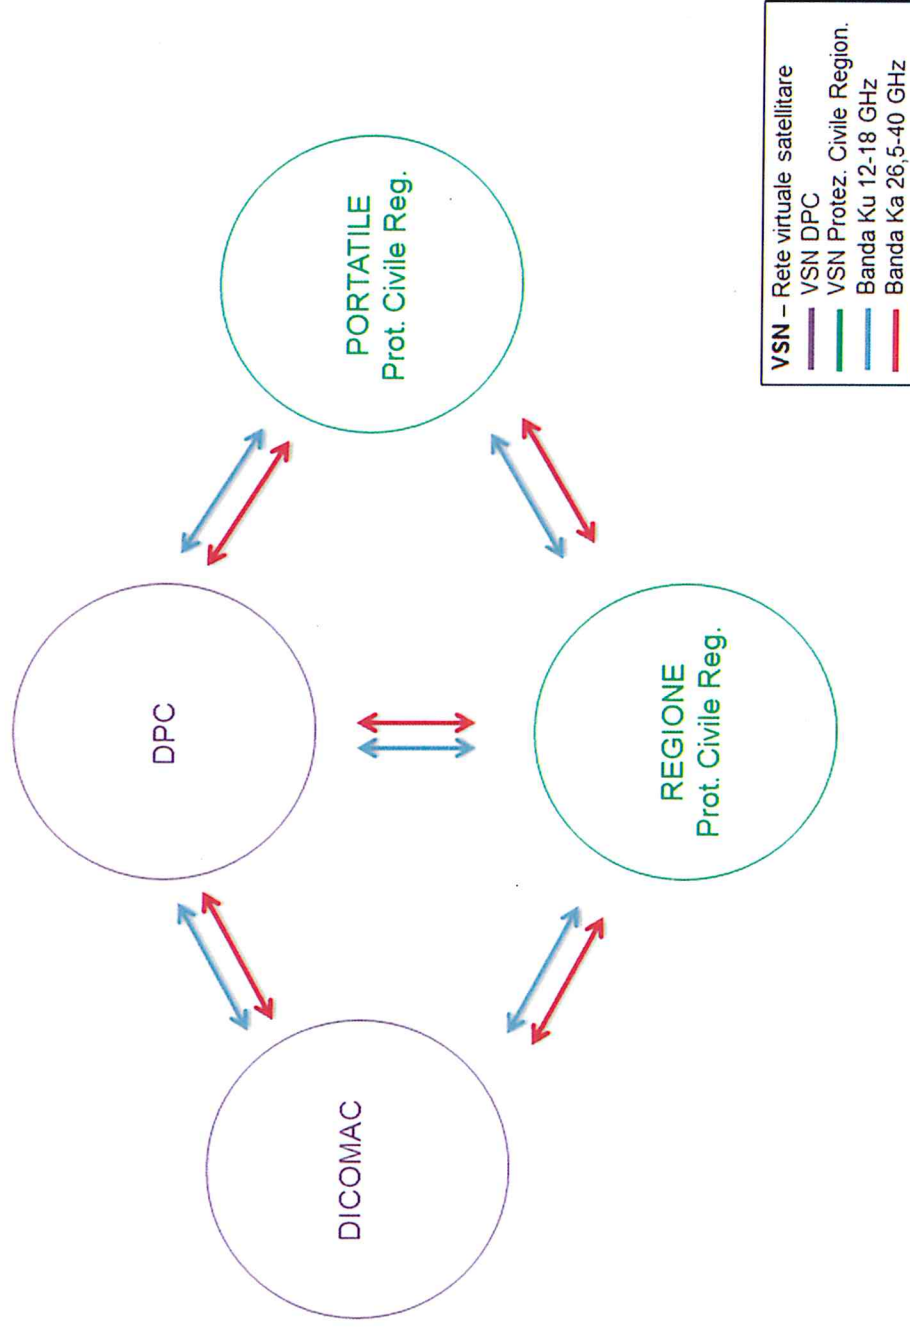 DPC
DICOMAC
PORTATILE
Prot. Civile Reg.
REGIONE
Prot. Civile Reg.
VSN – Rete virtuale satellitare
VSN DPC
VSN Protez. Civile Region.
Banda Ku 12-18 GHz
Banda Ka 26,5-40 GHz